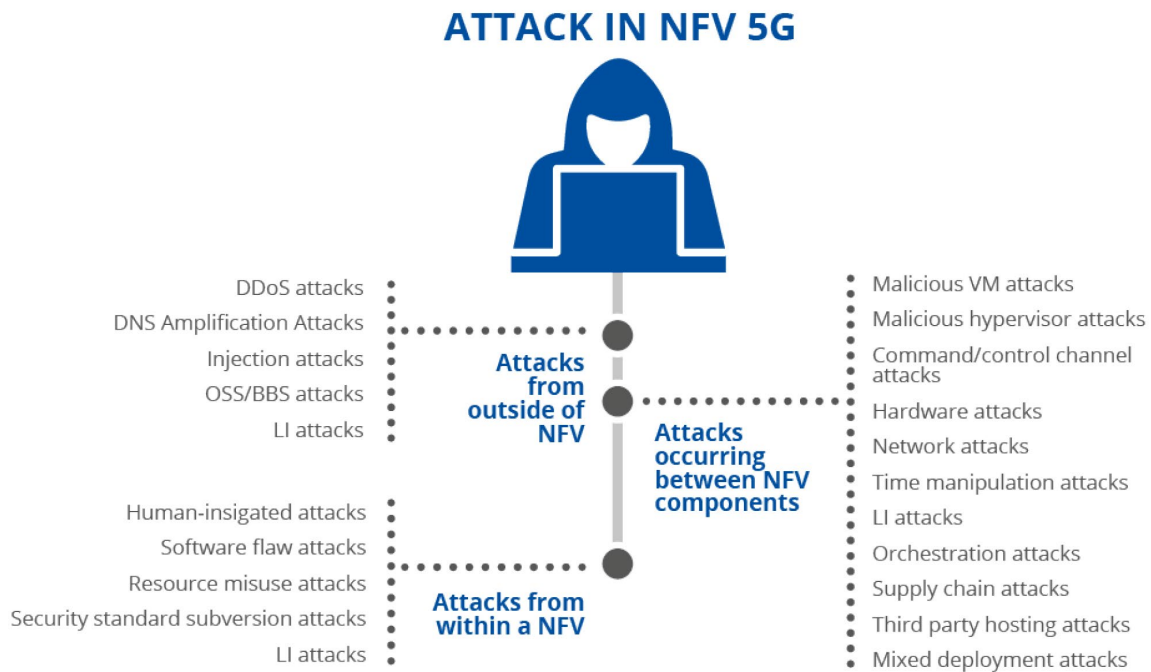 ATTACK IN NFV 5G
DDoS attacks
DNS Amplification Attacks
Injection attacks
OSS/BBS attacks
LI attacks
Attacks
from
outside of
NFV
Attacks
occurring
between NFV
components
Malicious VM attacks
Malicious hypervisor attacks
Command/control channel
attacks
Hardware attacks
Network attacks
Time manipulation attacks
LI attacks
Orchestration attacks
Supply chain attacks
Third party hosting attacks
Mixed deployment attacks
Human-insigated attacks
Software flaw attacks
Resource misuse attacks
Security standard subversion attacks
LI attacks
Attacks from
within a NFV